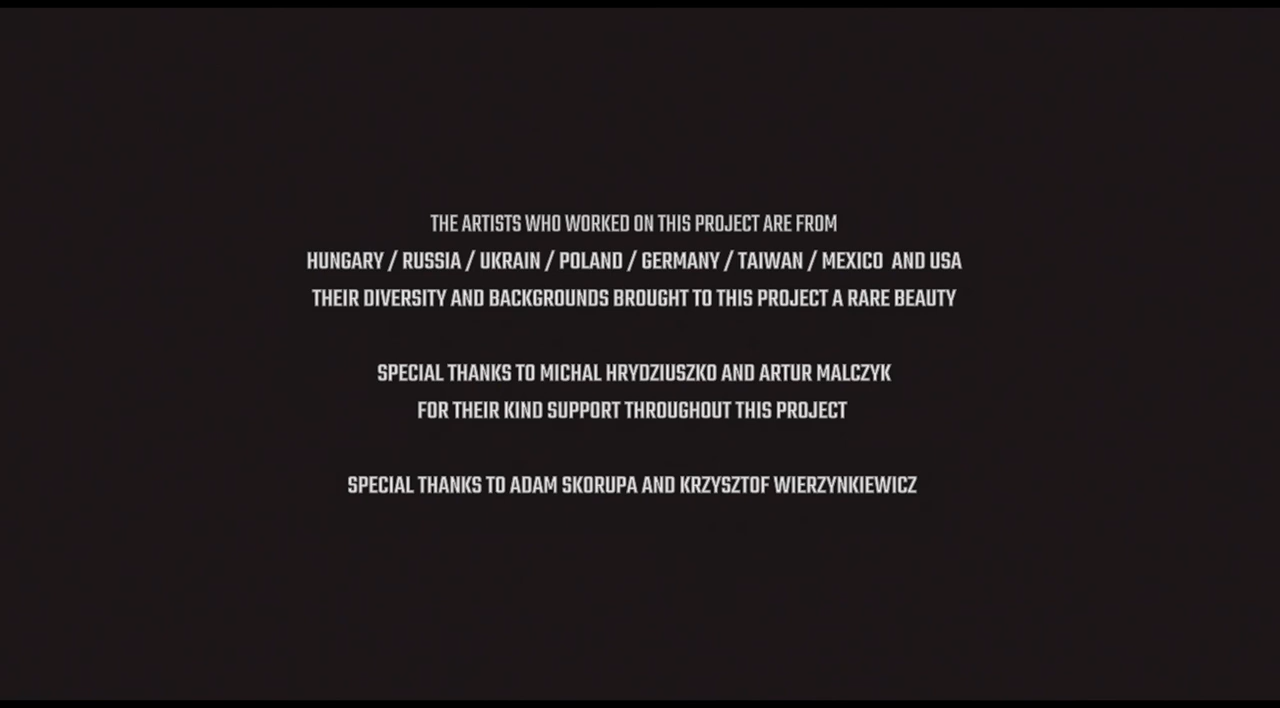 THE ARTISTS WHO WORKED ON THIS PROJECT ARE FROM
HUNGARY / RUSSIA / UKRAIN / POLAND / GERMANY / TAIWAN / MEXICO AND USA
THEIR DIVERSITY AND BACKGROUNDS BROUGHT TO THIS PROJECT A RARE BEAUTY
SPECIAL THANKS TO MICHAL HRYDZIUSZKO AND ARTUR MALCZYK
FOR THEIR KIND SUPPORT THROUGHOUT THIS PROJECT
SPECIAL THANKS TO ADAM SKORUPA AND KRZYSZTOF WIERZYNKIEWICZ